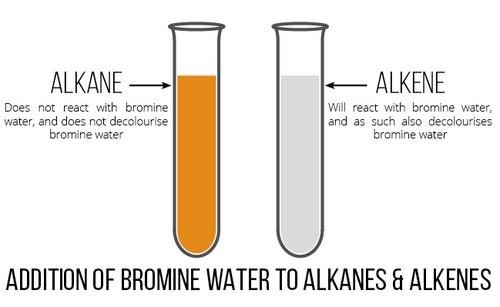 ALKANE
Does not react with bromine
water, and does not decolourise
bromine water
ALKENE
Will react with bromine water,
and as such also decolourises
bromine water
ADDITION OF BROMINE WATER TO ALKANES & ALKENES